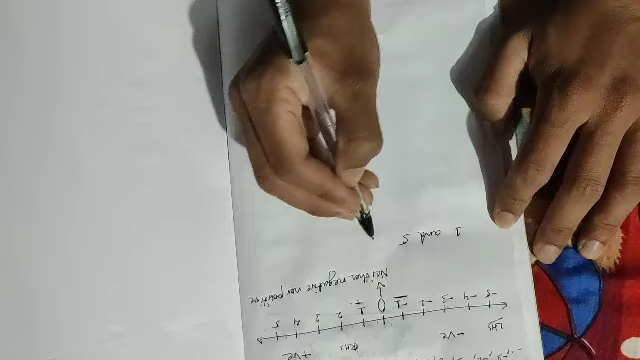 -ve +ve
LHS RHS
-5 -4 -3 -2 -1 0 1 2 3 4 5
Neither negative nor positive
1 and 5